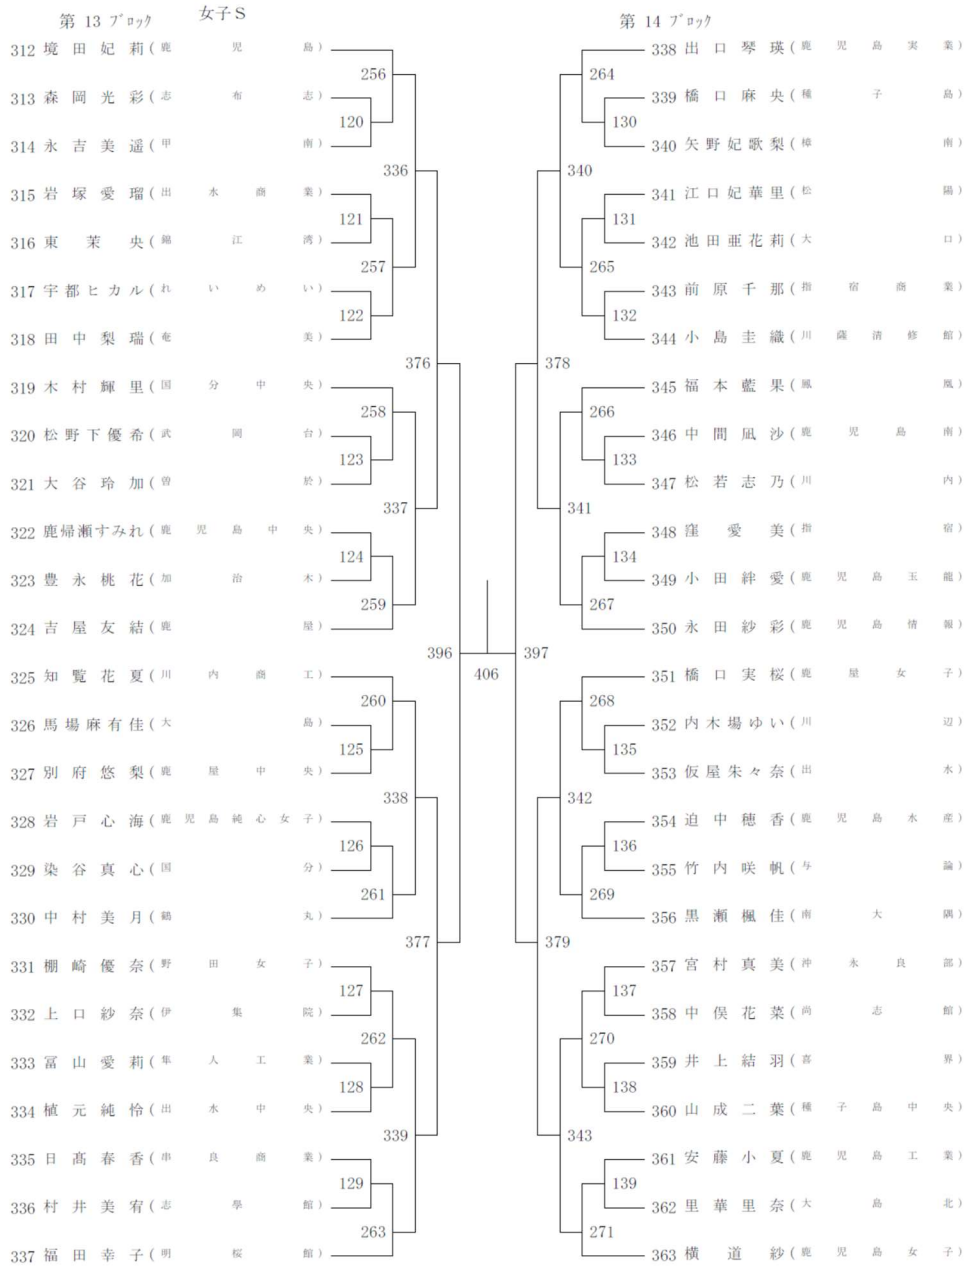 女子S
第 13 ブロック
312 境田妃莉(鹿児島)
256
313 森岡光彩(志布志)
120
314 永吉美遥(甲南)
336
315 岩塚愛瑠(出水商業)
121
316 東茉央(錦江湾)
257
317 宇都ヒカル(れいめい)
122
318 田中梨瑞(奄美)
376
319 木村輝里(国分中央)
258
320 松野下優希(武岡台)
123
321 大谷玲加(曽於)
337
322 鹿帰瀬すみれ(鹿児島中央)
124
323 豊永桃花(加治木)
259
324 吉屋友結(鹿屋)
396
325 知覧花夏(川内商工)
260
326 馬場麻有佳(大島)
125
327 別府悠梨(鹿屋中央)
338
328 岩戸心海(鹿児島純心女子)
126
329 染谷真心(国分)
261
330 中村美月(鶴丸)
377
331 棚崎優奈(野田女子)
127
332 上口紗奈(伊集院)
262
333 冨山愛莉(隼人工業)
128
334 植元純怜(出水中央)
339
335 日髙春香(串良商業)
129
336 村井美宥(志學館)
263
337 福田幸子(明桜館)
406
第 14 ブロック
338 出口琴瑛(鹿児島実業)
264
339 橋口麻央(種子島)
130
340 矢野妃歌梨(樟南)
340
341 江口妃華里(松陽)
131
342 池田亜花莉(大口)
265
343 前原千那(指宿商業)
132
344 小島圭織(川薩清修館)
378
345 福本藍果(鳳凰)
266
346 中間凪沙(鹿児島南)
133
347 松若志乃(川内)
341
348 窪愛美(指宿)
134
349 小田絆愛(鹿児島玉龍)
267
350 永田紗彩(鹿児島情報)
397
351 橋口実桜(鹿屋女子)
268
352 内木場ゆい(川辺)
135
353 仮屋朱々奈(出水)
342
354 迫中穂香(鹿児島水産)
136
355 竹内咲帆(与論)
269
356 黒瀬楓佳(南大隅)
379
357 宮村真美(沖永良部)
137
358 中俣花菜(尚志館)
270
359 井上結羽(喜界)
138
360 山成二葉(種子島中央)
343
361 安藤小夏(鹿児島工業)
139
362 里華里奈(大島北)
271
363 横道紗(鹿児島女子)